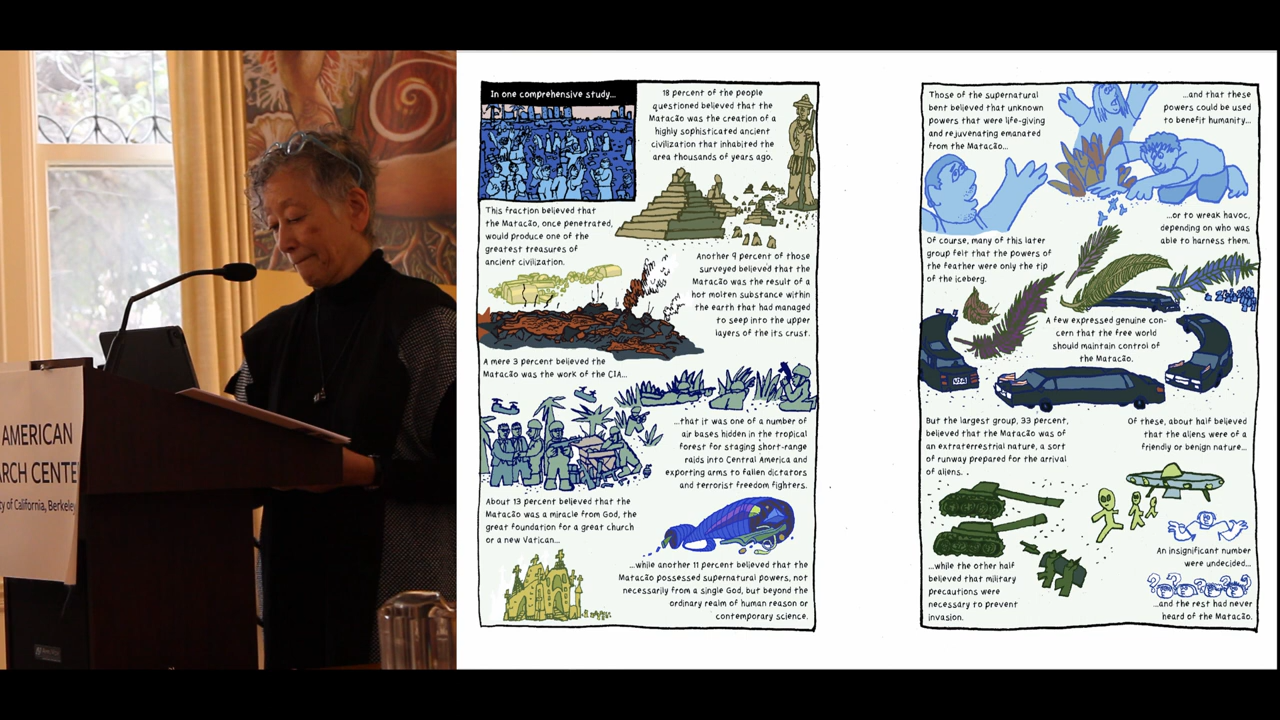 AMERICAN
ARCH CENTE
ty of California, Berkeley
In one comprehensive study...
18 percent of the people
questioned believed that the
Matacão was the creation of a
highly sophisticated ancient
civilization that inhabited the
area thousands of years ago.
This fraction believed that
the Matacão, once penetrated,
would produce one of the
greatest treasures of
ancient civilization.
Another 9 percent of those
surveyed believed that the
Matacão was the result of a
hot molten substance within
the earth that had managed
to seep into the upper
layers of the its crust.
A mere 3 percent believed the
Matacão was the work of the CIA...
...that it was one of a number of
air bases hidden in the tropical
forest for staging short-range
raids into Central America and
exporting arms to fallen dictators
and terrorist freedom fighters.
About 13 percent believed that the
Matacão was a miracle from God, the
great foundation for a great church
or a new Vatican...
...while another 11 percent believed that the
Matacão possessed supernatural powers, not
necessarily from a single God, but beyond the
ordinary realm of human reason or
contemporary science.
Those of the supernatural
bent believed that unknown
powers that were life-giving
and rejuvenating emanated
from the Matacão...
...and that these
powers could be used
to benefit humanity...
...or to wreak havoc,
depending on who was
able to harness them.
Of course, many of this later
group felt that the powers of
the feather were only the tip
of the iceberg.
A few expressed genuine con-
cern that the free world
should maintain control of
the Matacão.
USA
But the largest group, 33 percent,
believed that the Matacão was of
an extraterrestrial nature, a sort
of runway prepared for the arrival
of aliens. .
Of these, about half believed
that the aliens were of a
friendly or benign nature...
...while the other half
believed that military
precautions were
necessary to prevent
invasion.
An insignificant number
were undecided...
? ? ? ? ?
...and the rest had never
heard of the Matacão.